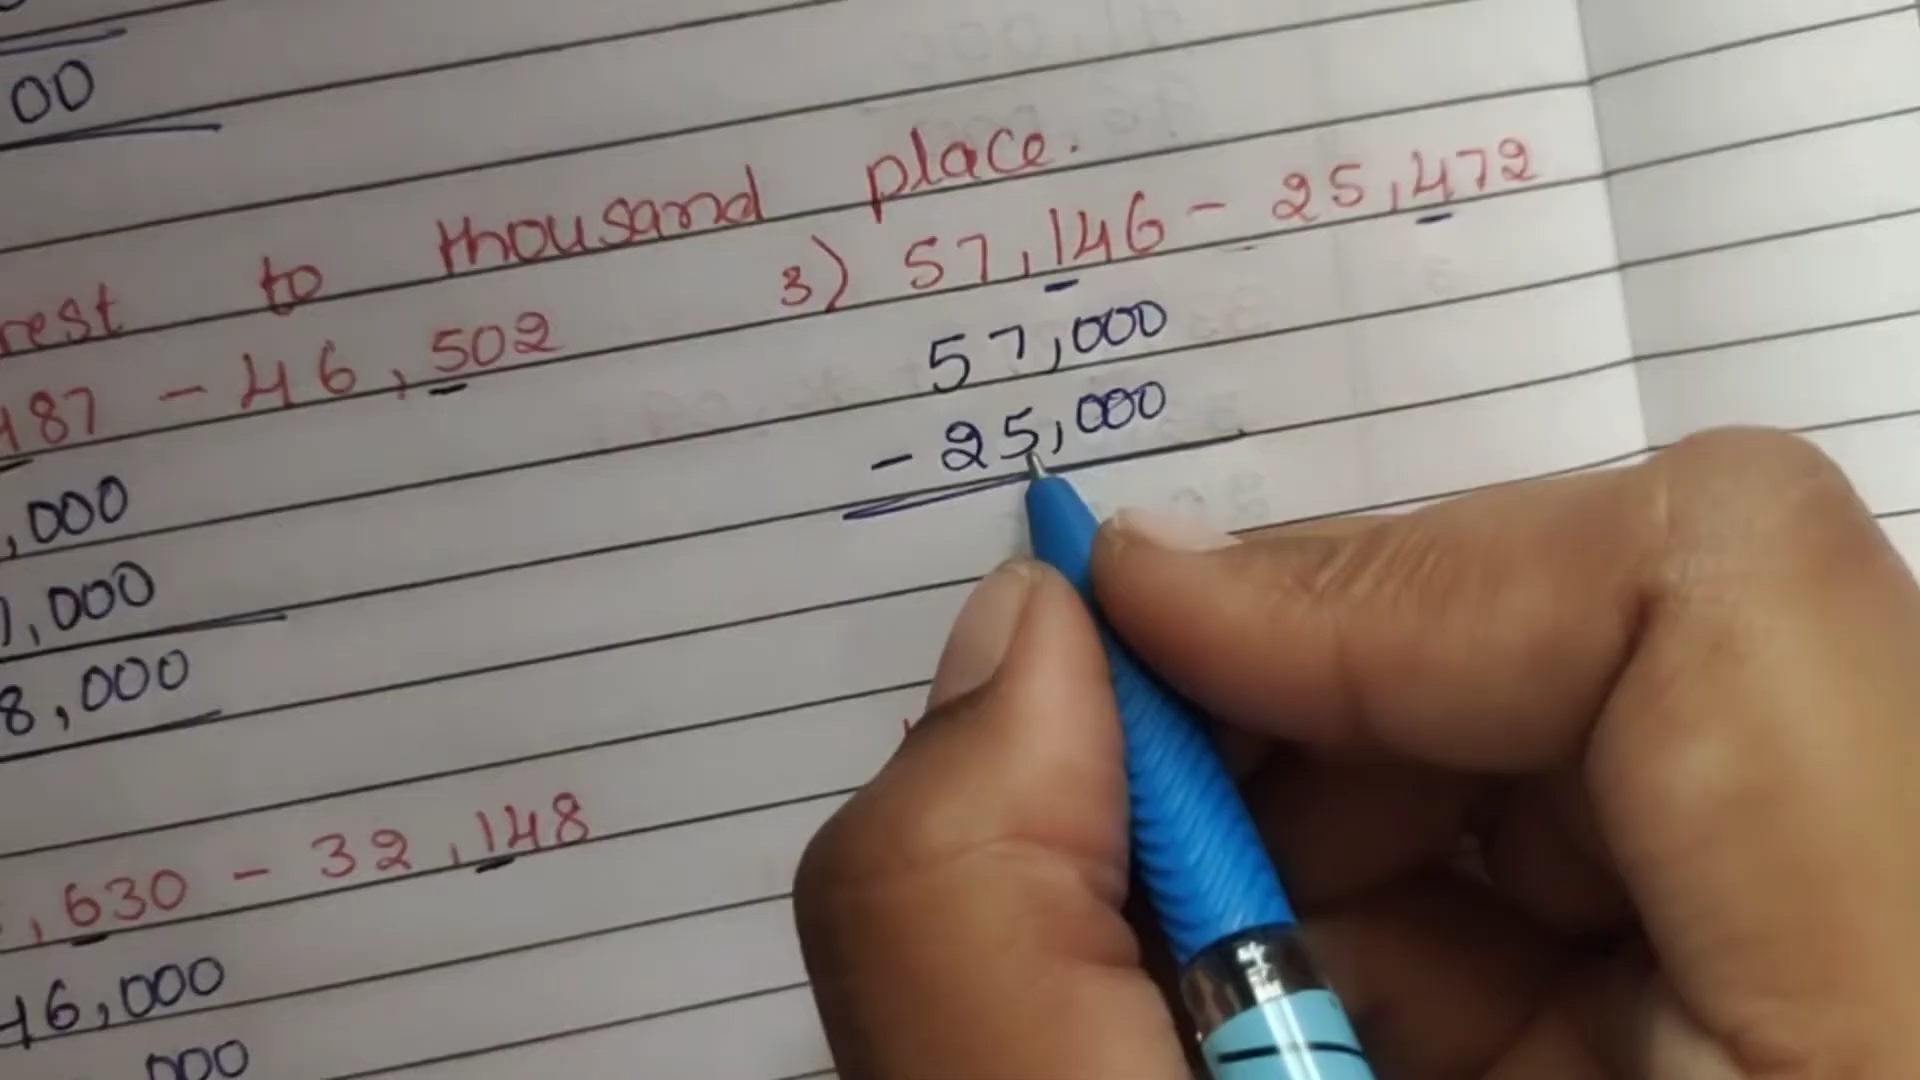 00
rest to thousand place.
487 - 46,502
,000
,000
8,000
3) 57,146 - 25,472
57,000
- 25,000
,630 - 32,148
46,000
000